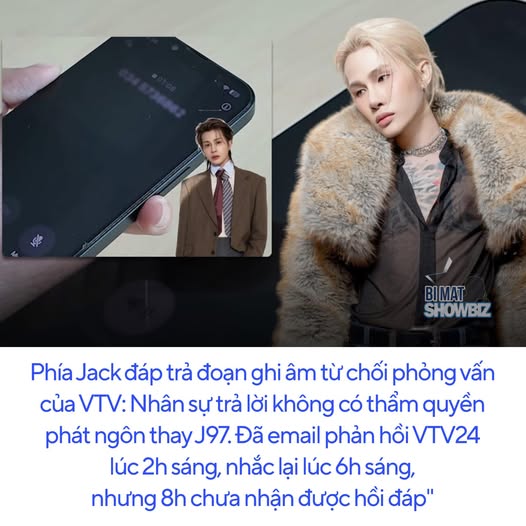 BI MAT
SHOWBIZ
Phía Jack đáp trả đoạn ghi âm từ chối phỏng vấn
của VTV: Nhân sự trả lời không có thẩm quyền
phát ngôn thay J97. Đã email phản hồi VTV24
lúc 2h sáng, nhắc lại lúc 6h sáng,
nhưng 8h chưa nhận được hồi đáp"